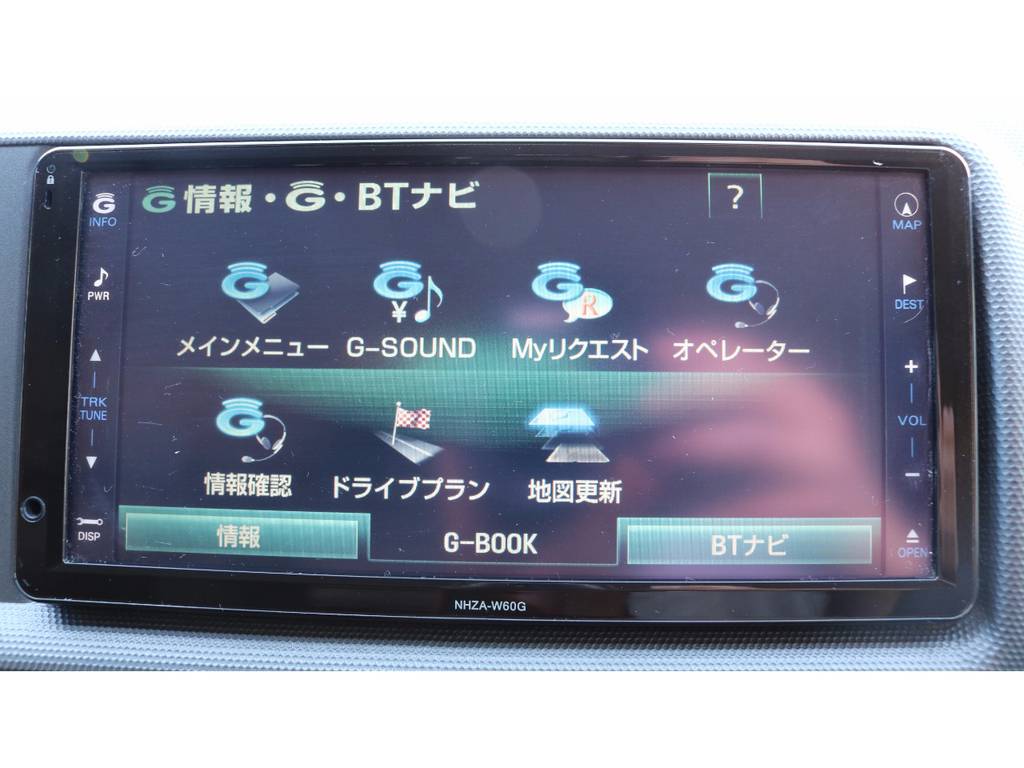 G情報・G・BTナビ
?
G
INFO
PWR
TRK
TUNE
DISP
MAP
DEST
+
VOL
-
OPEN
G G ¥ G R G
メインメニュー G-SOUND Myリクエスト オペレーター
G
情報確認 ドライブプラン 地図更新
情報 G-BOOK BTナビ
NHZA-W60G